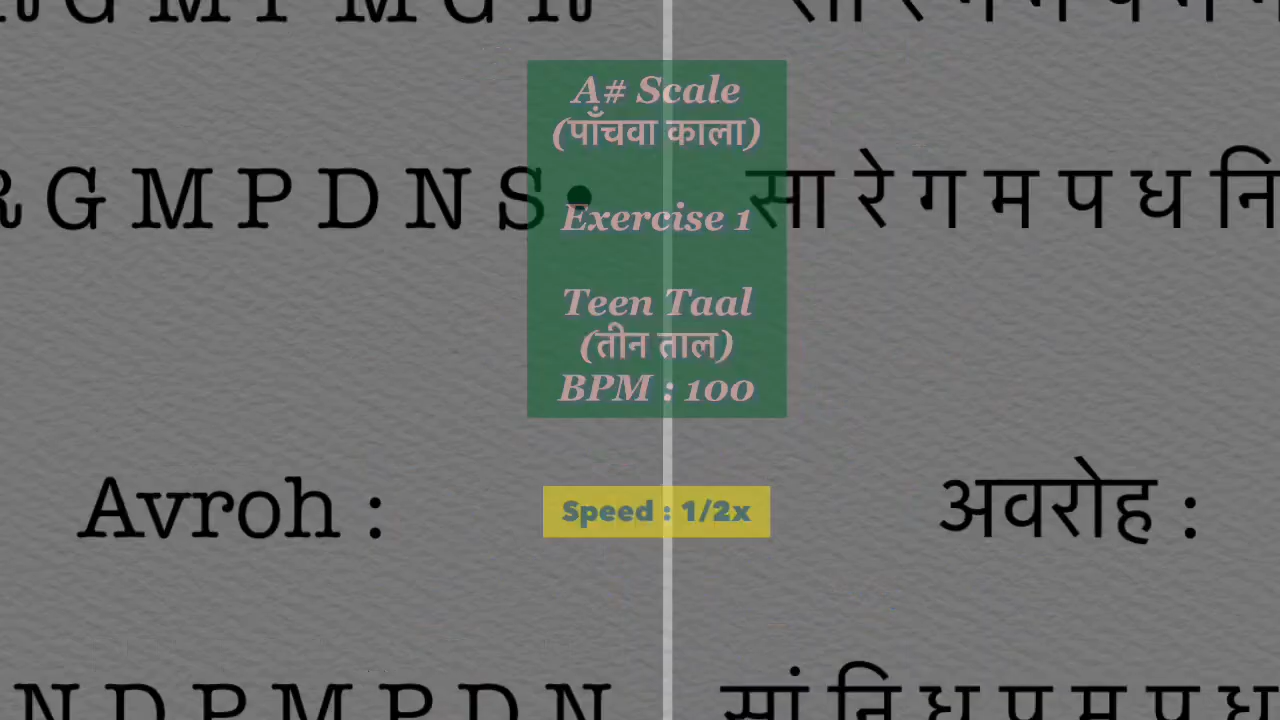 R G M P M G R
सा रे ग म प म ग
A# Scale
(पाँचवा काला)
R G M P D N S•
सा रे ग म प ध नि
Exercise 1
Teen Taal
(तीन ताल)
BPM : 100
Avroh :
अवरोह :
Speed : 1/2x
N D P M P D N
सां नि ध प म प ध